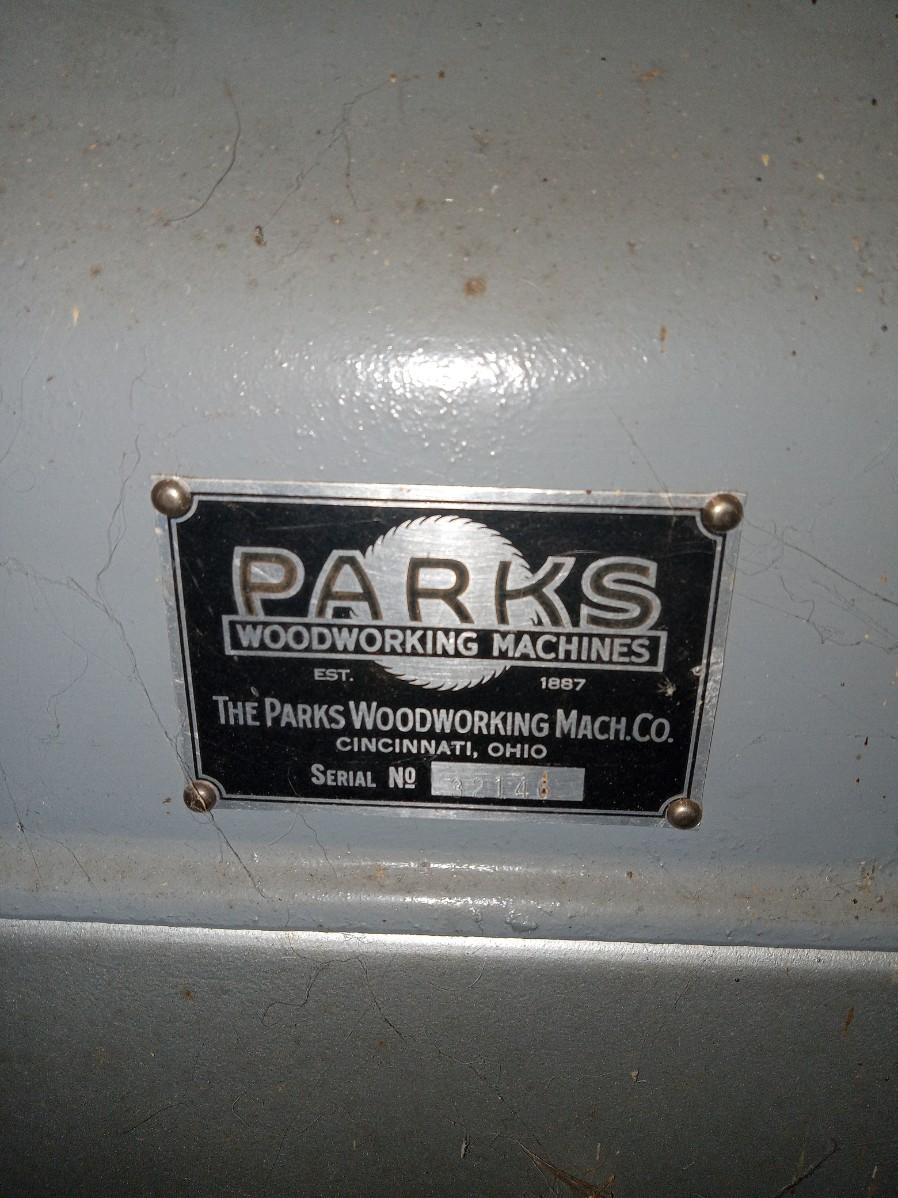 PARKS
WOODWORKING MACHINES
EST. 1887
THE PARKS WOODWORKING MACH. CO.
CINCINNATI, OHIO
SERIAL Nº